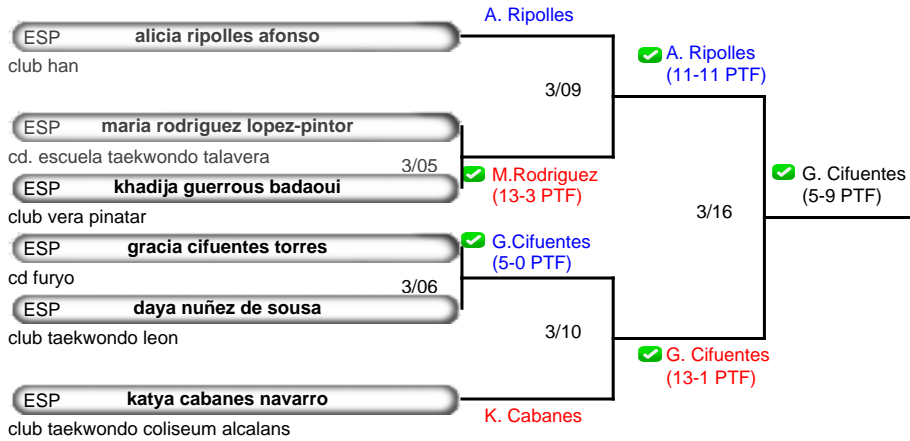 A. Ripolles
ESP alicia ripolles afonso
club han
A. Ripolles
(11-11 PTF)
3/09
ESP maria rodriguez lopez-pintor
cd. escuela taekwondo talavera
3/05
M.Rodriguez
(13-3 PTF)
ESP khadija guerrous badaoui
club vera pinatar
G. Cifuentes
(5-9 PTF)
3/16
ESP gracia cifuentes torres
cd furyo
G.Cifuentes
(5-0 PTF)
3/06
ESP daya nuñez de sousa
club taekwondo leon
3/10
G. Cifuentes
(13-1 PTF)
ESP katya cabanes navarro
club taekwondo coliseum alcalans
K. Cabanes